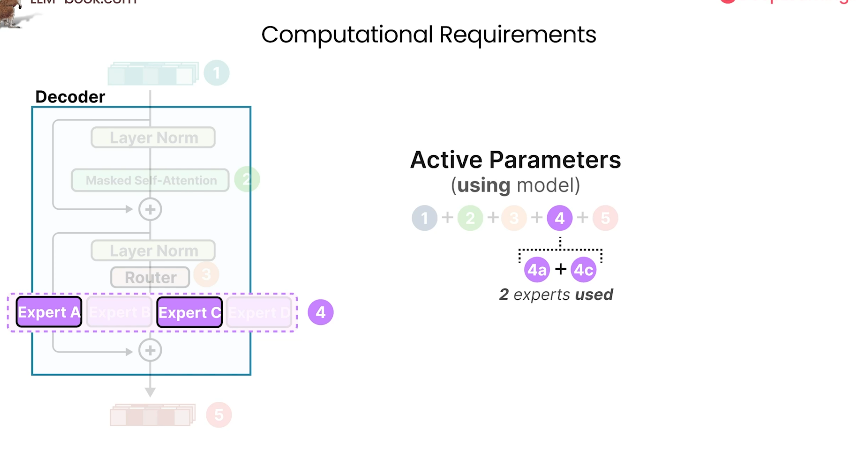 LLM-book.com
Computational Requirements
1
Decoder
Layer Norm
Masked Self-Attention
2
Layer Norm
Router
3
Expert A
Expert B
Expert C
Expert D
4
5
Active Parameters
(using model)
1 + 2 + 3 + 4 + 5
4a + 4c
2 experts used